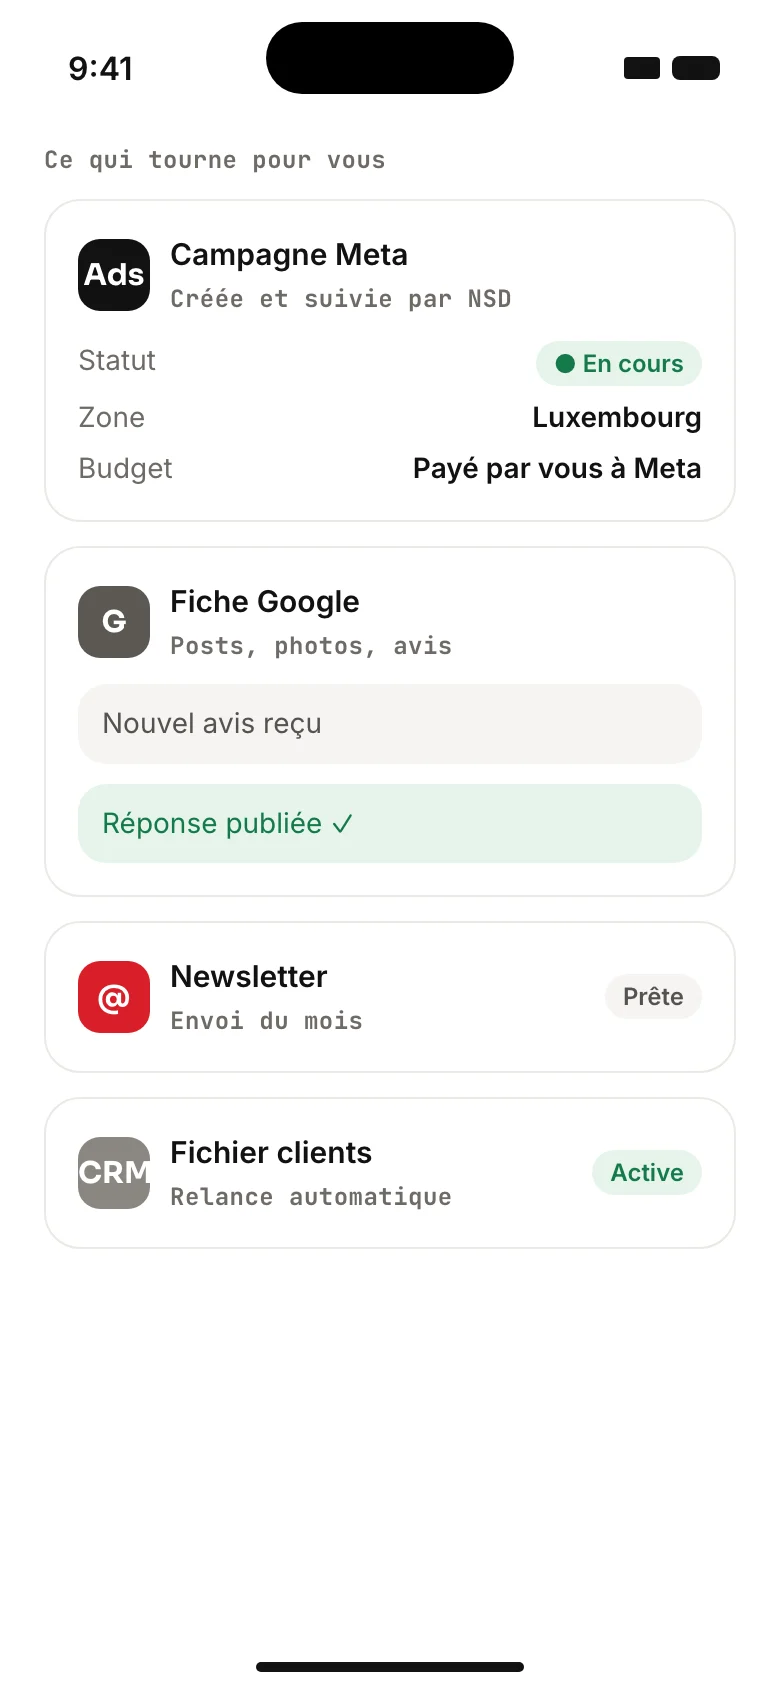 9:41
Ce qui tourne pour vous
Ads
Campagne Meta
Créée et suivie par NSD
Statut
En cours
Zone
Luxembourg
Budget
Payé par vous à Meta
G
Fiche Google
Posts, photos, avis
Nouvel avis reçu
Réponse publiée ✓
@
Newsletter
Envoi du mois
Prête
CRM
Fichier clients
Relance automatique
Active